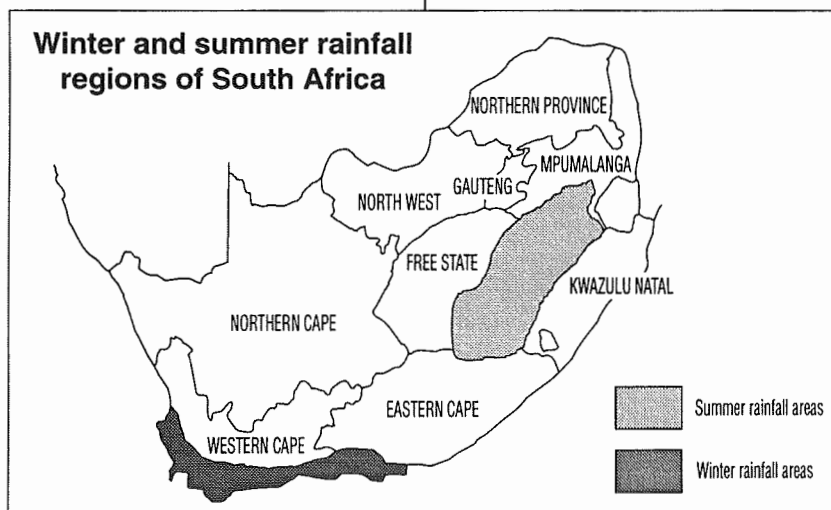 Winter and summer rainfall
regions of South Africa
NORTHERN PROVINCE
MPUMALANGA
GAUTENG
NORTH WEST
FREE STATE
KWAZULU NATAL
NORTHERN CAPE
EASTERN CAPE
WESTERN CAPE
Summer rainfall areas
Winter rainfall areas